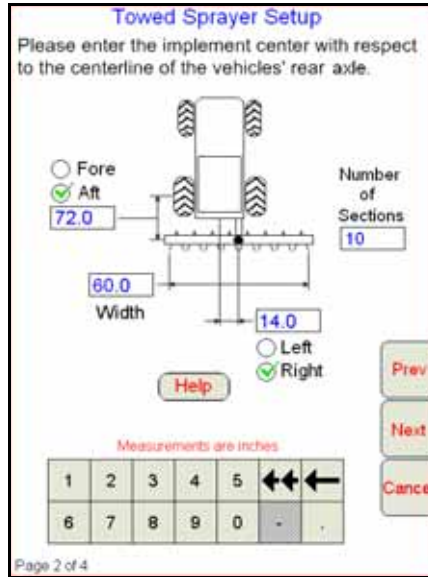 Towed Sprayer Setup
Please enter the implement center with respect
to the centerline of the vehicles' rear axle.
Fore
Aft
72.0
Number
of
Sections
10
60.0
Width
14.0
Left
Right
Help
Prev
Next
Cance
Measurements are inches
1 2 3 4 5
6 7 8 9 0 - .
Page 2 of 4